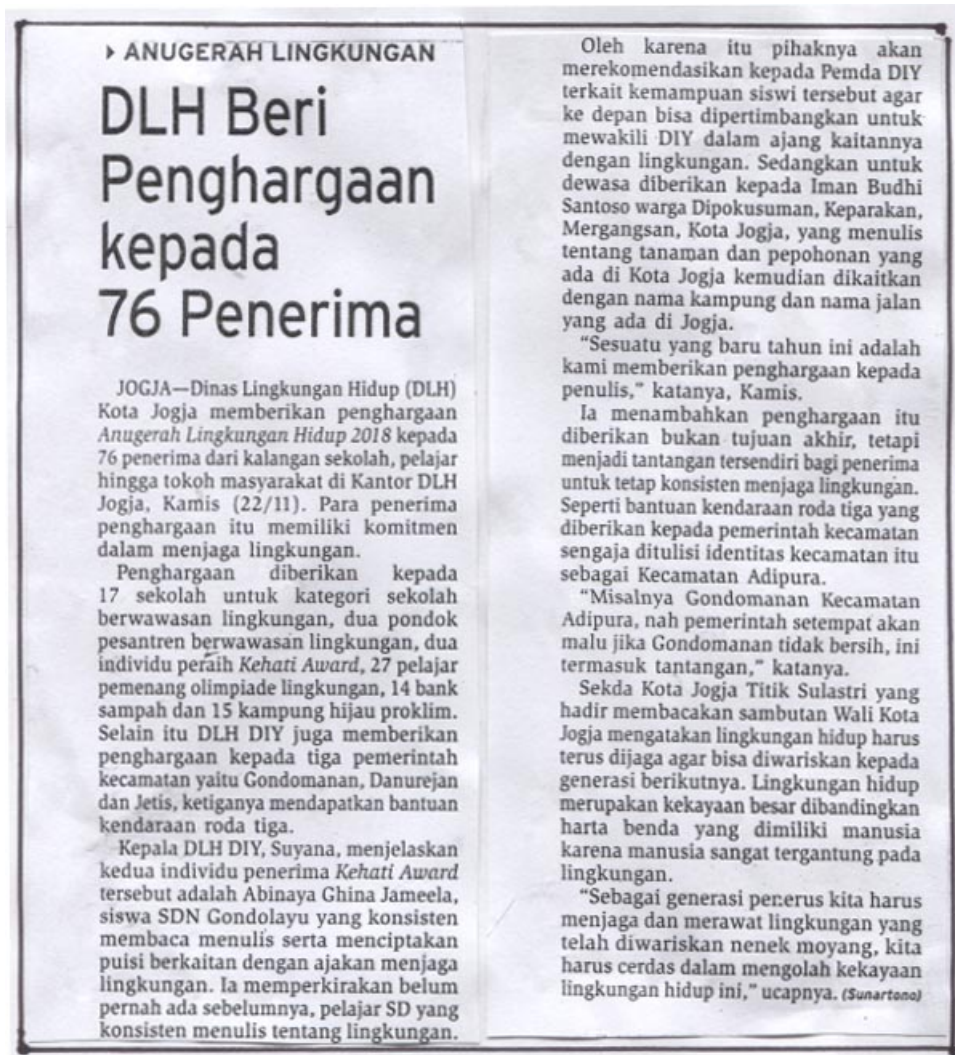 ▸ ANUGERAH LINGKUNGAN
DLH Beri
Penghargaan
kepada
76 Penerima
JOGJA—Dinas Lingkungan Hidup (DLH)
Kota Jogja memberikan penghargaan
Anugerah Lingkungan Hidup 2018 kepada
76 penerima dari kalangan sekolah, pelajar
hingga tokoh masyarakat di Kantor DLH
Jogja, Kamis (22/11). Para penerima
penghargaan itu memiliki komitmen
dalam menjaga lingkungan.
Penghargaan diberikan kepada
17 sekolah untuk kategori sekolah
berwawasan lingkungan, dua pondok
pesantren berwawasan lingkungan, dua
individu peraih Kehati Award, 27 pelajar
pemenang olimpiade lingkungan, 14 bank
sampah dan 15 kampung hijau proklim.
Selain itu DLH DIY juga memberikan
penghargaan kepada tiga pemerintah
kecamatan yaitu Gondomanan, Danurejan
dan Jetis, ketiganya mendapatkan bantuan
kendaraan roda tiga.
Kepala DLH DIY, Suyana, menjelaskan
kedua individu penerima Kehati Award
tersebut adalah Abinaya Ghina Jameela,
siswa SDN Gondolayu yang konsisten
membaca menulis serta menciptakan
puisi berkaitan dengan ajakan menjaga
lingkungan. Ia memperkirakan belum
pernah ada sebelumnya, pelajar SD yang
konsisten menulis tentang lingkungan.
Oleh karena itu pihaknya akan
merekomendasikan kepada Pemda DIY
terkait kemampuan siswi tersebut agar
ke depan bisa dipertimbangkan untuk
mewakili DIY dalam ajang kaitannya
dengan lingkungan. Sedangkan untuk
dewasa diberikan kepada Iman Budhi
Santoso warga Dipokusuman, Keparakan,
Mergangsan, Kota Jogja, yang menulis
tentang tanaman dan pepohonan yang
ada di Kota Jogja kemudian dikaitkan
dengan nama kampung dan nama jalan
yang ada di Jogja.
“Sesuatu yang baru tahun ini adalah
kami memberikan penghargaan kepada
penulis,” katanya, Kamis.
Ia menambahkan penghargaan itu
diberikan bukan tujuan akhir, tetapi
menjadi tantangan tersendiri bagi penerima
untuk tetap konsisten menjaga lingkungan.
Seperti bantuan kendaraan roda tiga yang
diberikan kepada pemerintah kecamatan
sengaja ditulisi identitas kecamatan itu
sebagai Kecamatan Adipura.
“Misalnya Gondomanan Kecamatan
Adipura, nah pemerintah setempat akan
malu jika Gondomanan tidak bersih, ini
termasuk tantangan,” katanya.
Sekda Kota Jogja Titik Sulastri yang
hadir membacakan sambutan Wali Kota
Jogja mengatakan lingkungan hidup harus
terus dijaga agar bisa diwariskan kepada
generasi berikutnya. Lingkungan hidup
merupakan kekayaan besar dibandingkan
harta benda yang dimiliki manusia
karena manusia sangat tergantung pada
lingkungan.
“Sebagai generasi penerus kita harus
menjaga dan merawat lingkungan yang
telah diwariskan nenek moyang, kita
harus cerdas dalam mengolah kekayaan
lingkungan hidup ini,” ucapnya. (Sunartono)